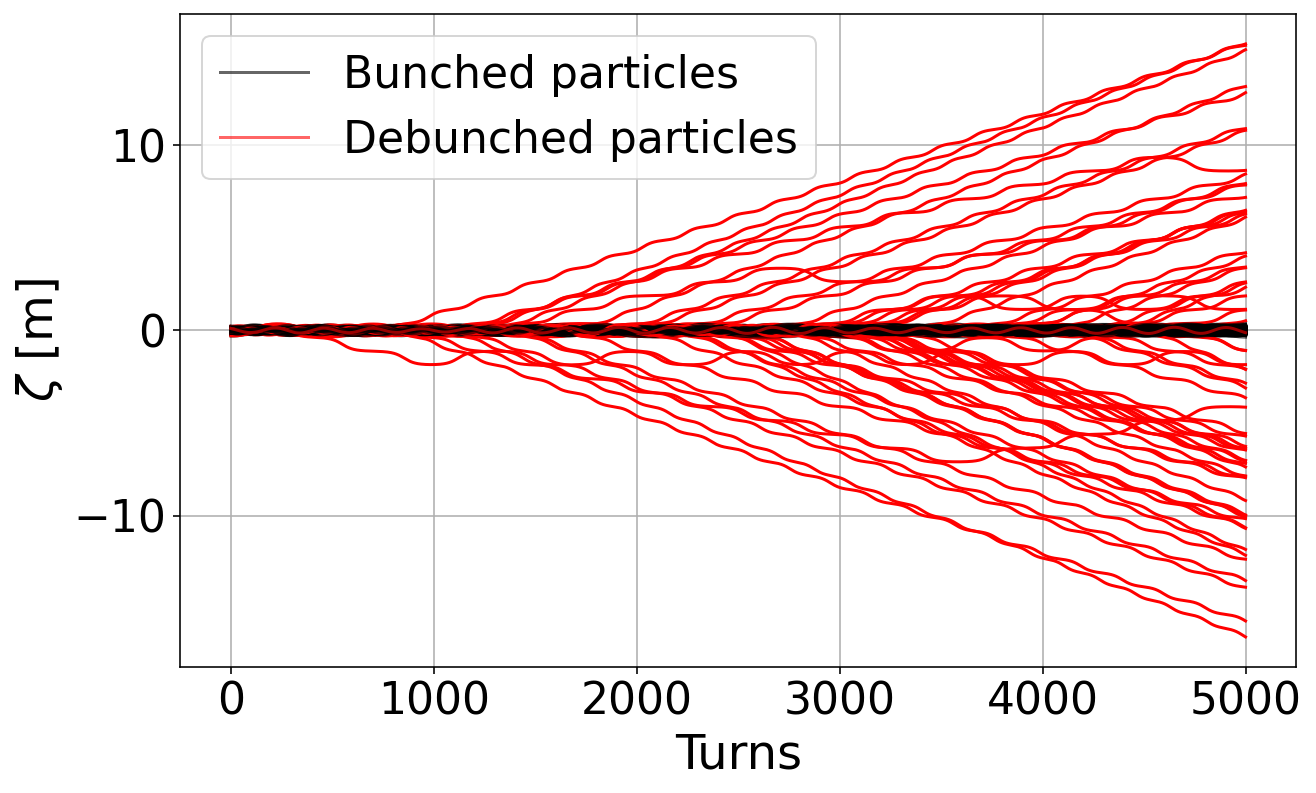 Bunched particles
Debunched particles
10
0
−10
ζ [m]
0 1000 2000 3000 4000 5000
Turns